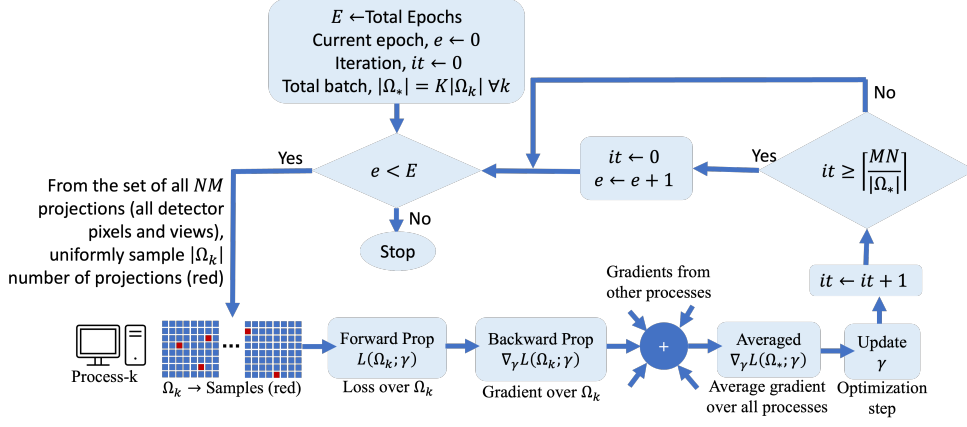 E ←Total Epochs
Current epoch, e ← 0
Iteration, it ← 0
Total batch, |Ω∗| = K|Ωk| ∀k
No
Yes
it ← 0
e ← e + 1
Yes
it ≥ ⌈MN/|Ω∗|⌉
e < E
No
Stop
From the set of all NM
projections (all detector
pixels and views),
uniformly sample |Ωk|
number of projections (red)
it ← it + 1
Gradients from
other processes
Process-k
...
Ωk → Samples (red)
Forward Prop
L(Ωk; γ)
Loss over Ωk
Backward Prop
∇γL(Ωk; γ)
Gradient over Ωk
+
Averaged
∇γL(Ω∗; γ)
Average gradient
over all processes
Update
γ
Optimization
step